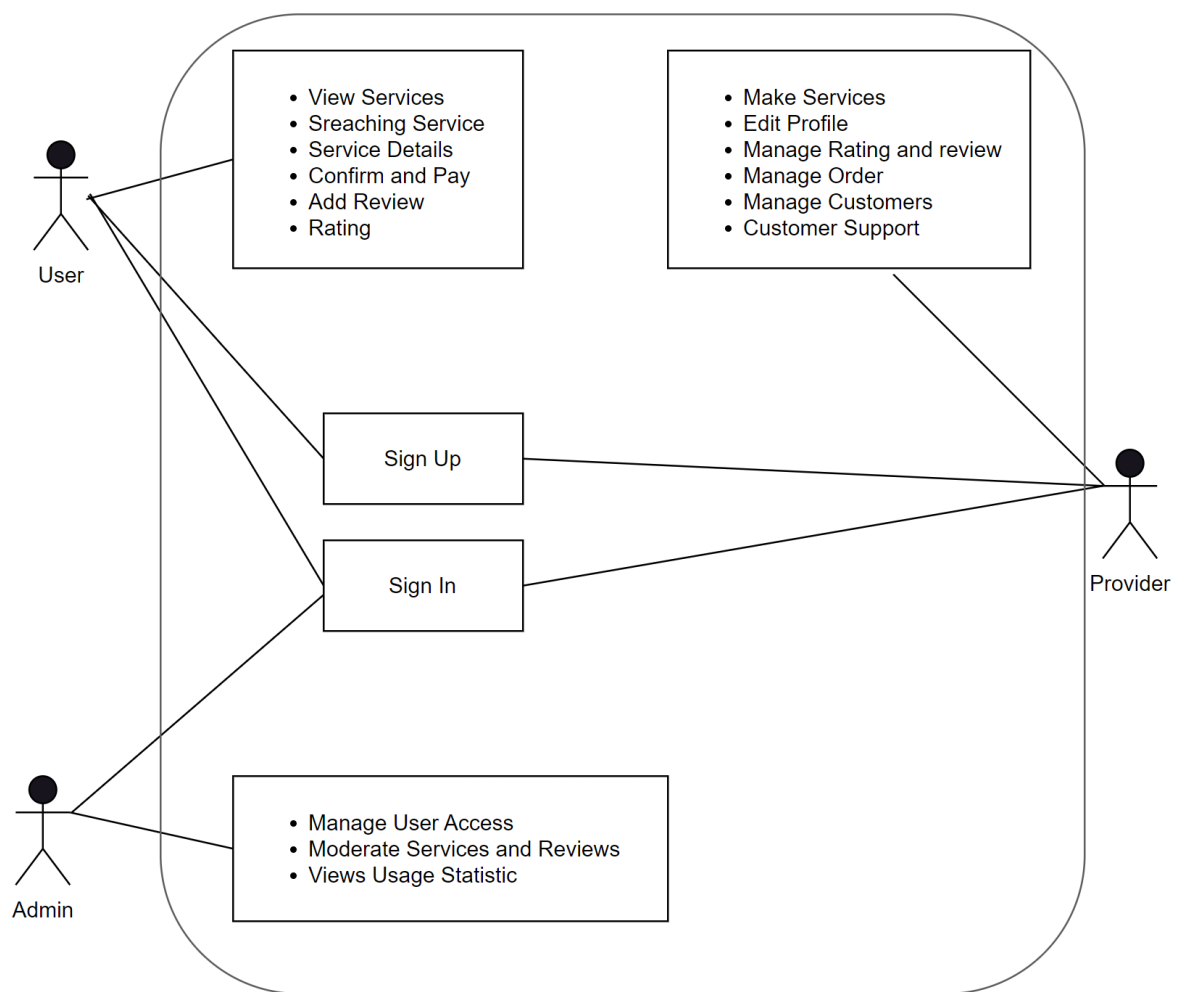 View Services
Sreaching Service
Service Details
Confirm and Pay
Add Review
Rating
Make Services
Edit Profile
Manage Rating and review
Manage Order
Manage Customers
Customer Support
User
Sign Up
Sign In
Provider
Manage User Access
Moderate Services and Reviews
Views Usage Statistic
Admin